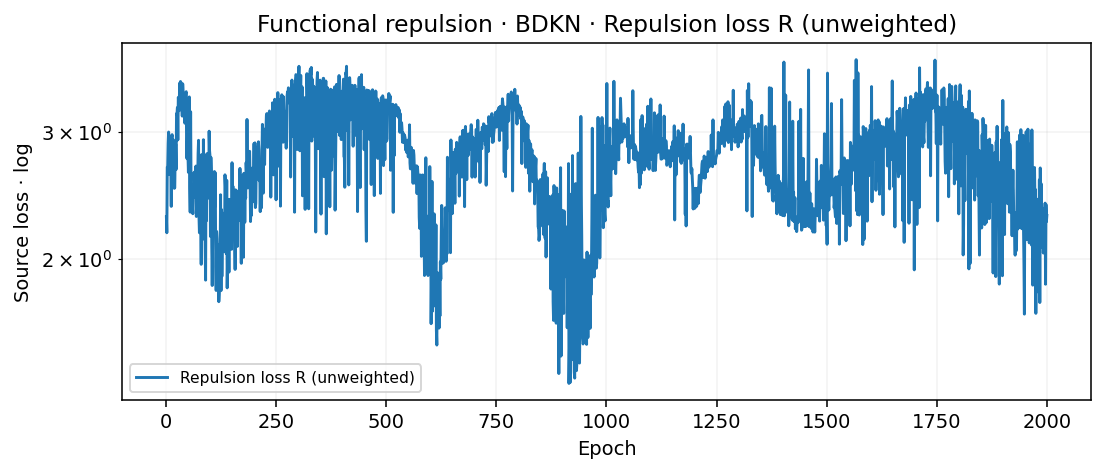 Functional repulsion · BDKN · Repulsion loss R (unweighted)
Source loss · log
3 × 10⁰
2 × 10⁰
Repulsion loss R (unweighted)
0 250 500 750 1000 1250 1500 1750 2000
Epoch